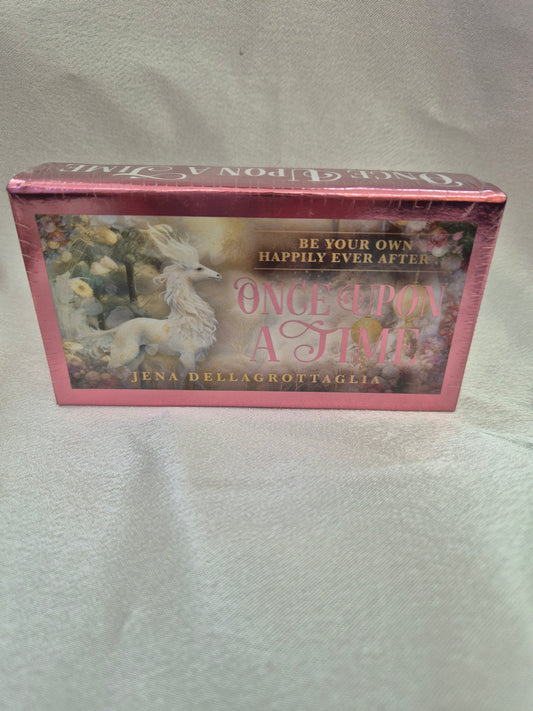 ONCE UPON A TIME
BE YOUR OWN
HAPPILY EVER AFTER
ONCE UPON
A TIME
JENA DELLAGROTTAGLIA